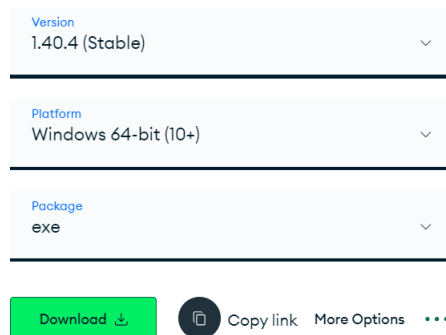 Version
1.40.4 (Stable)
Platform
Windows 64-bit (10+)
Package
exe
Download Copy link More Options